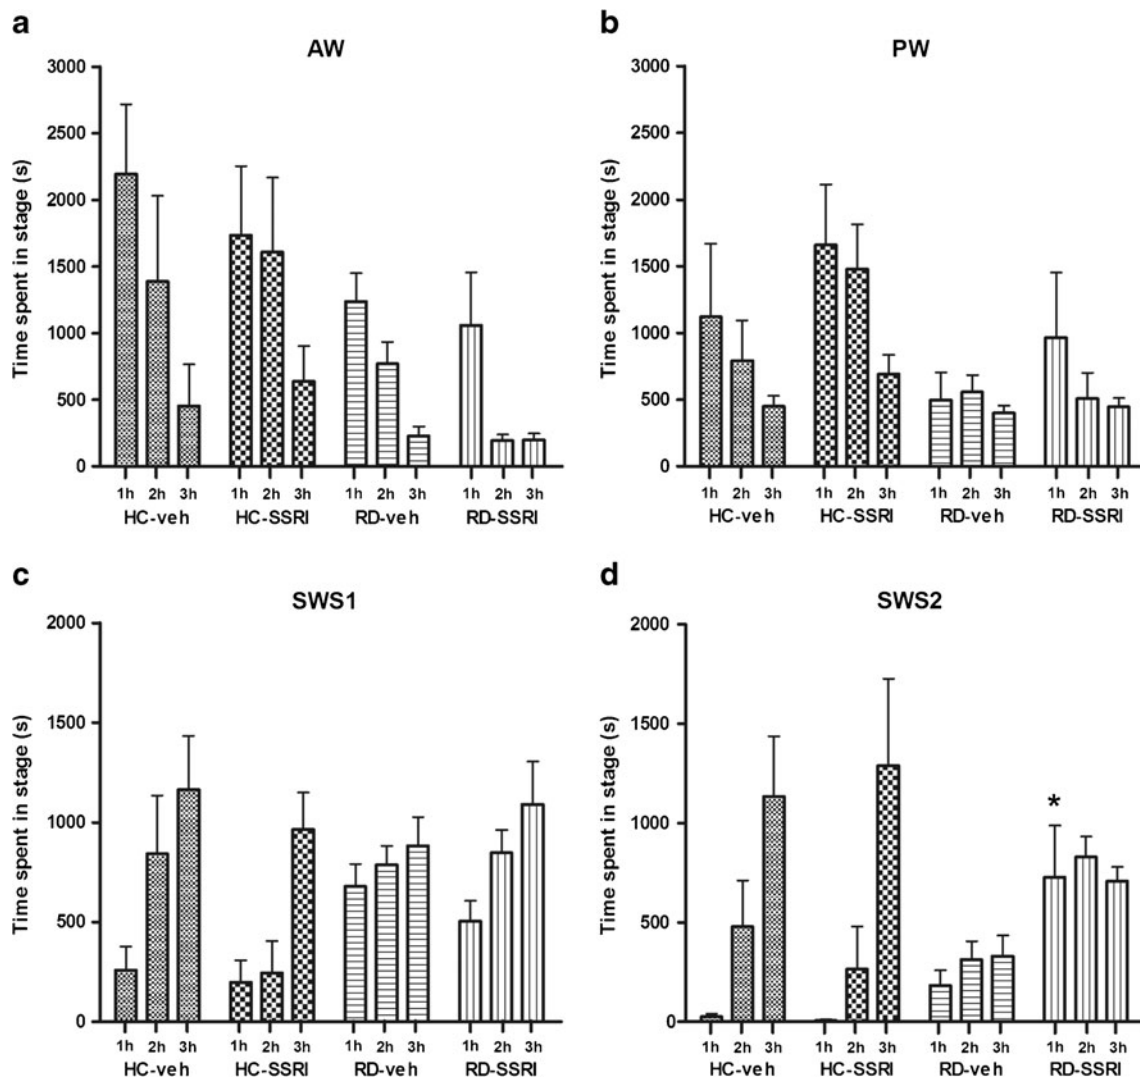 a
AW
3000
2500
2000
1500
1000
500
0
Time spent in stage (s)
1h 2h 3h 1h 2h 3h 1h 2h 3h 1h 2h 3h
HC-veh HC-SSRI RD-veh RD-SSRI
b
PW
3000
2500
2000
1500
1000
500
0
Time spent in stage (s)
1h 2h 3h 1h 2h 3h 1h 2h 3h 1h 2h 3h
HC-veh HC-SSRI RD-veh RD-SSRI
c
SWS1
2000
1500
1000
500
0
Time spent in stage (s)
1h 2h 3h 1h 2h 3h 1h 2h 3h 1h 2h 3h
HC-veh HC-SSRI RD-veh RD-SSRI
d
SWS2
2000
1500
1000
500
0
Time spent in stage (s)
*
1h 2h 3h 1h 2h 3h 1h 2h 3h 1h 2h 3h
HC-veh HC-SSRI RD-veh RD-SSRI